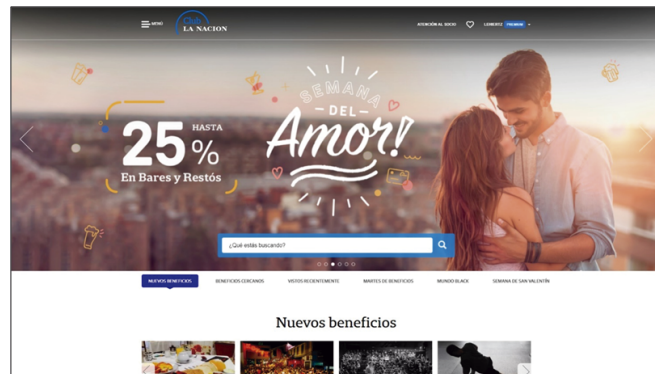 MENÚ
Club
LA NACION
ATENCIÓN AL SOCIO
PREMIUM
SEMANA
DEL
Amor!
HASTA
25%
En Bares y Restós
¿Qué estás buscando?
NUEVOS BENEFICIOS
BENEFICIOS CERCANOS
VISTOS RECIENTEMENTE
MARTES DE BENEFICIOS
MUNDO BLACK
SEMANA DE SAN VALENTÍN
Nuevos beneficios